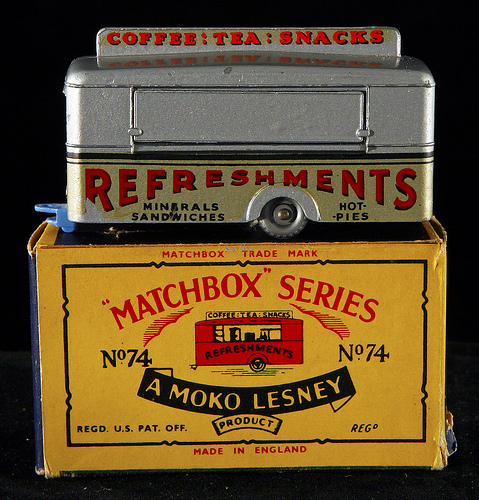 COFFEE : TEA : SNACKS
REFRESHMENTS
MINERALS HOT-
SANDWICHES -PIES
MATCHBOX TRADE MARK
"MATCHBOX" SERIES
COFFEE : TEA : SNACKS
REFRESHMENTS
Nº74 Nº74
A MOKO LESNEY
PRODUCT
REGD. U.S. PAT. OFF. REGD
MADE IN ENGLAND